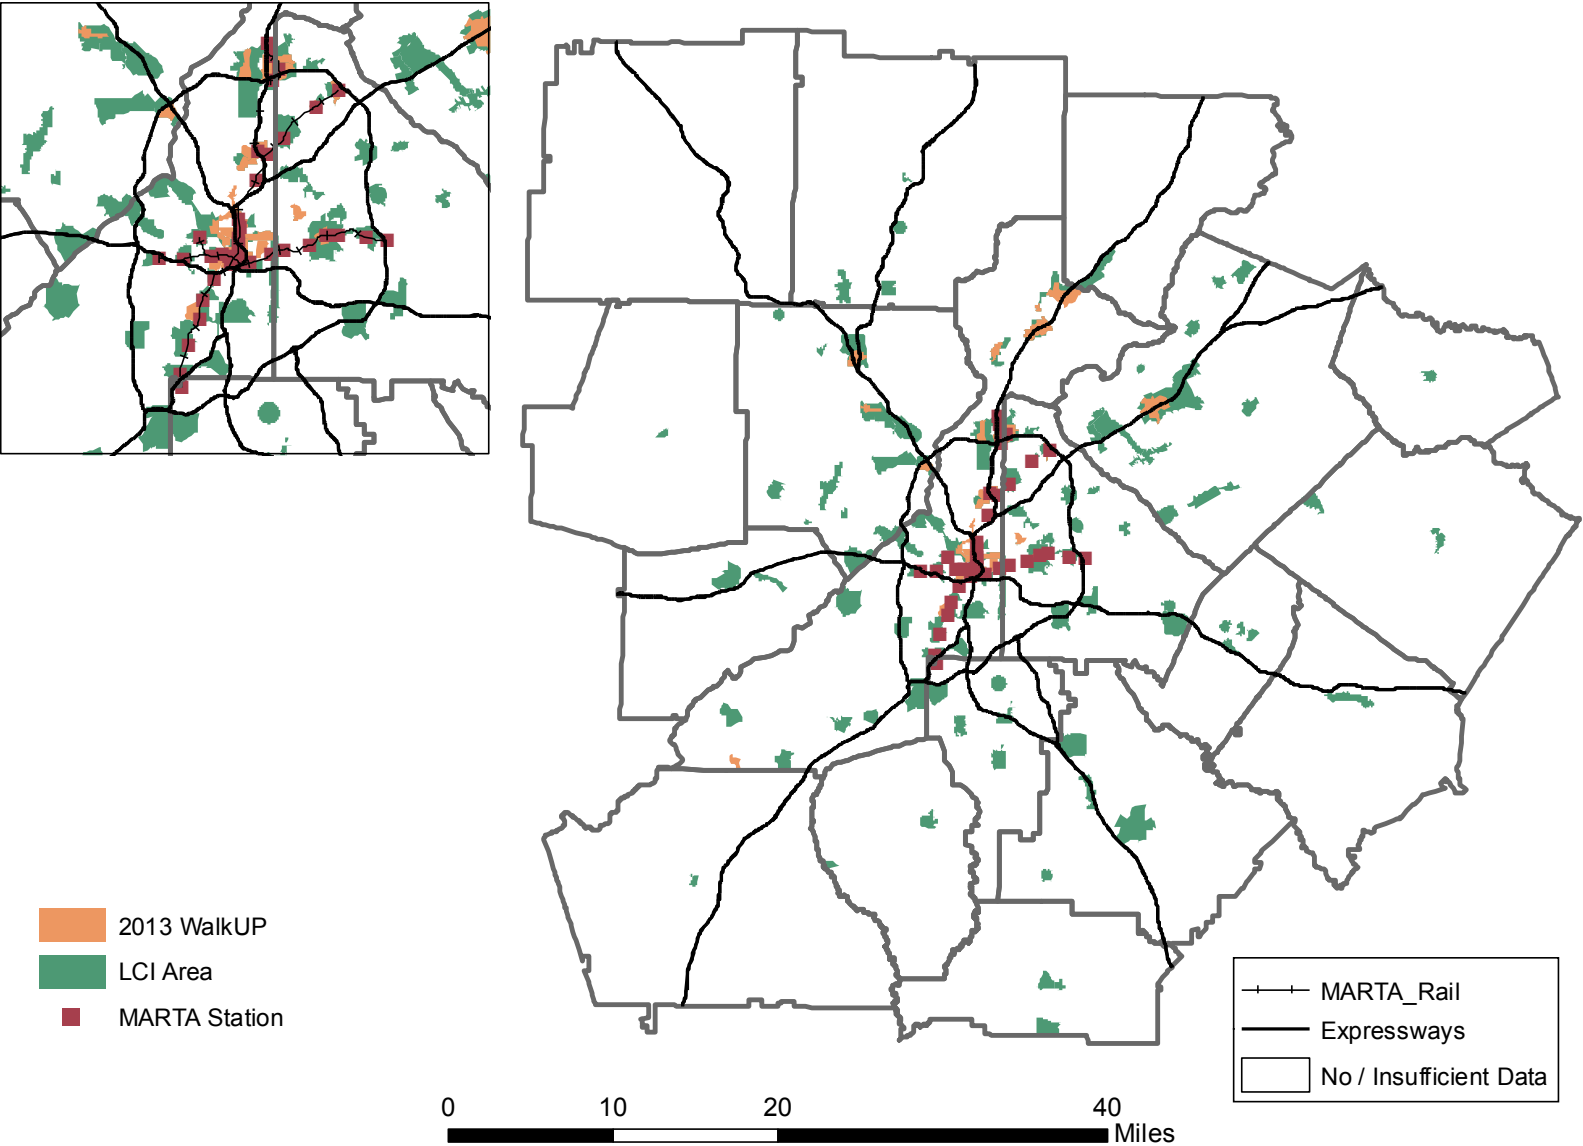 2013 WalkUP
LCI Area
MARTA Station
MARTA_Rail
Expressways
No / Insufficient Data
0 10 20 40
Miles